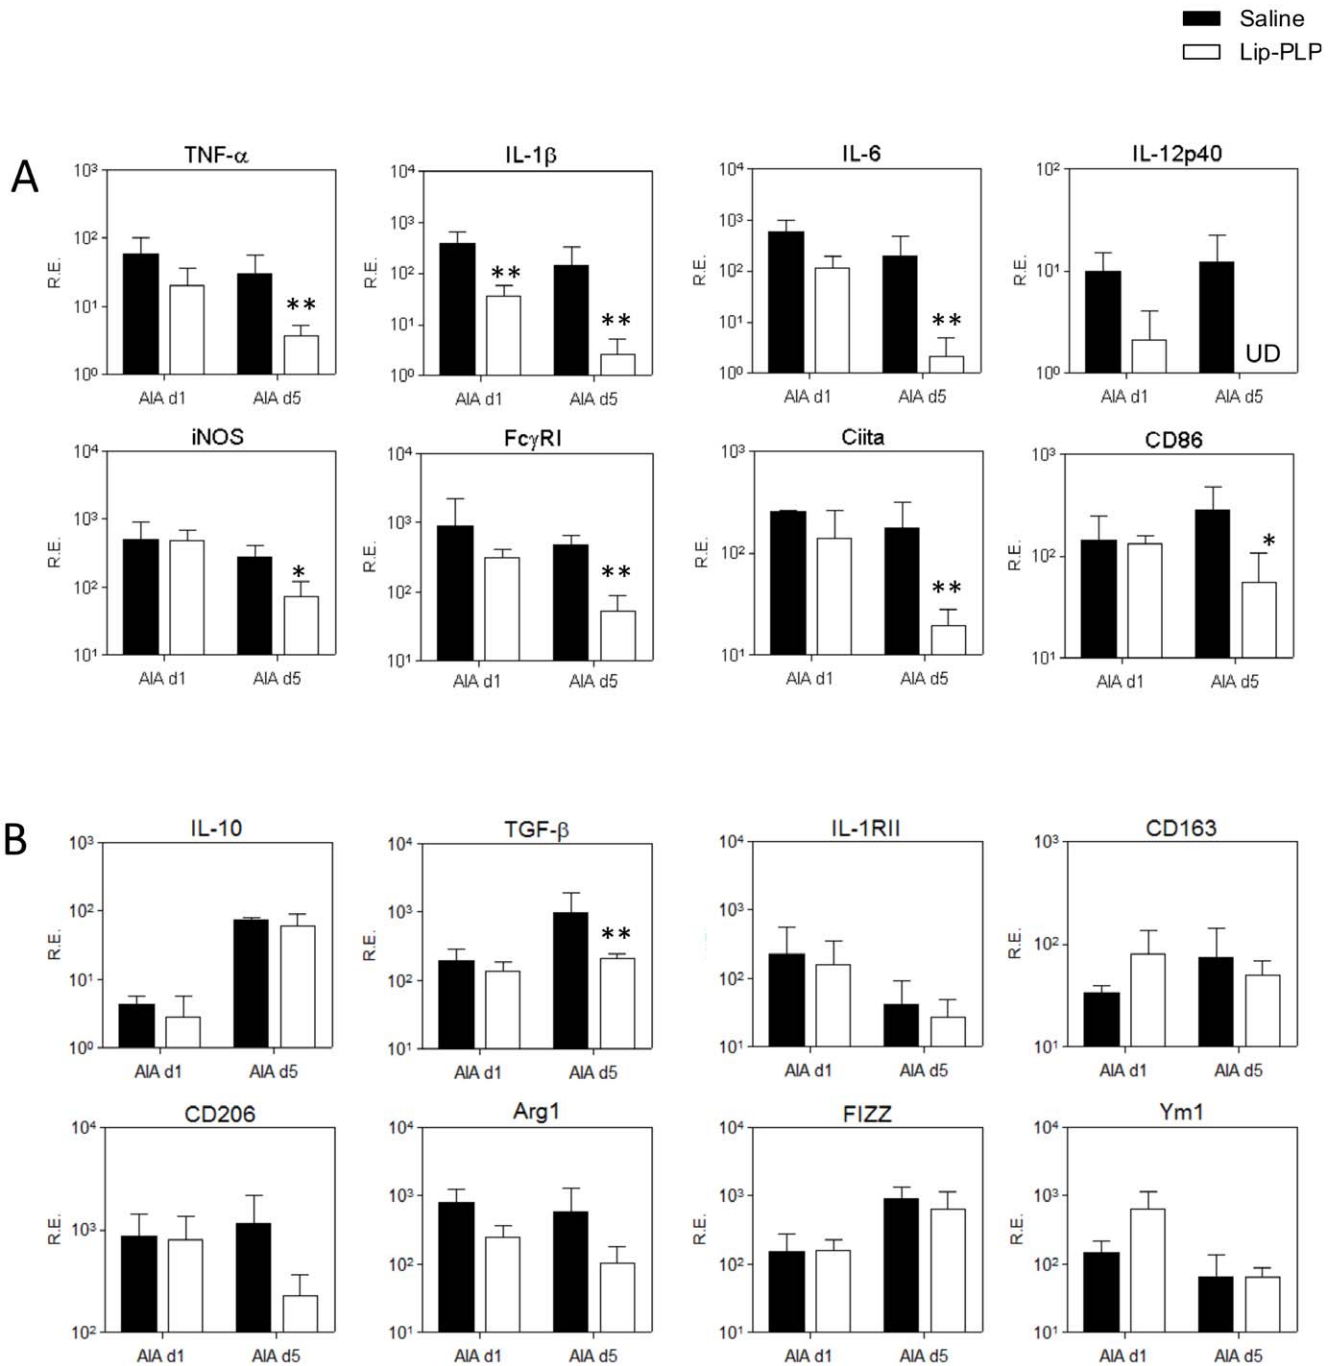 Saline
Lip-PLP
A
TNF-α
IL-1β
IL-6
IL-12p40
10³
10²
10¹
10⁰
R.E.
**
AIA d1
AIA d5
10⁴
10³
10²
10¹
10⁰
R.E.
**
**
AIA d1
AIA d5
10⁴
10³
10²
10¹
10⁰
R.E.
**
AIA d1
AIA d5
10²
10¹
10⁰
R.E.
UD
AIA d1
AIA d5
iNOS
FcγRI
Ciita
CD86
10⁴
10³
10²
10¹
R.E.
*
AIA d1
AIA d5
10⁴
10³
10²
10¹
R.E.
**
AIA d1
AIA d5
10³
10²
10¹
R.E.
**
AIA d1
AIA d5
10³
10²
10¹
R.E.
*
AIA d1
AIA d5
B
IL-10
TGF-β
IL-1RII
CD163
10³
10²
10¹
10⁰
R.E.
AIA d1
AIA d5
10⁴
10³
10²
10¹
R.E.
**
AIA d1
AIA d5
10⁴
10³
10²
10¹
AIA d1
AIA d5
10³
10²
10¹
R.E.
AIA d1
AIA d5
CD206
Arg1
FIZZ
Ym1
10⁴
10³
10²
R.E.
AIA d1
AIA d5
10⁴
10³
10²
10¹
R.E.
AIA d1
AIA d5
10⁴
10³
10²
10¹
R.E.
AIA d1
AIA d5
10⁴
10³
10²
10¹
R.E.
AIA d1
AIA d5